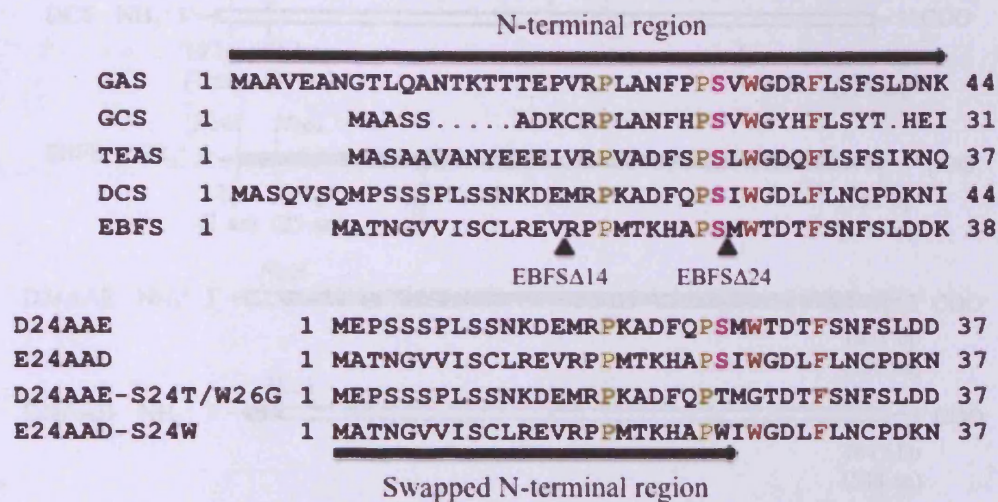 N-terminal region
GAS 1 MAAVEANGTLQANTKTTTEPVRPLANFPPSVWGDRFLSFSLDNK 44
GCS 1 MAASS.....ADKCRPLANFHPSVWGYHFLSYT.HEI 31
TEAS 1 MASAAVANYEEEIVRPVADFSPSLWGDQFLSFSIKNQ 37
DCS 1 MASQVSQMPSSSPLSSNKDEMRPKADFQPSIWGDLFLNCPDKNI 44
EBFS 1 MATNGVVISCLREVRPPMTKHAPSMWTDTFSNFSLDDK 38
EBFSΔ14 EBFSΔ24
D24AAE 1 MEPSSSPLSSNKDEMRPKADFQPSMWTDTFSNFSLDD 37
E24AAD 1 MATNGVVISCLREVRPPMTKHAPSIWGDLFLNCPDKN 37
D24AAE-S24T/W26G 1 MEPSSSPLSSNKDEMRPKADFQPTMGTDTFSNFSLDD 37
E24AAD-S24W 1 MATNGVVISCLREVRPPMTKHAPWIWGDLFLNCPDKN 37
Swapped N-terminal region